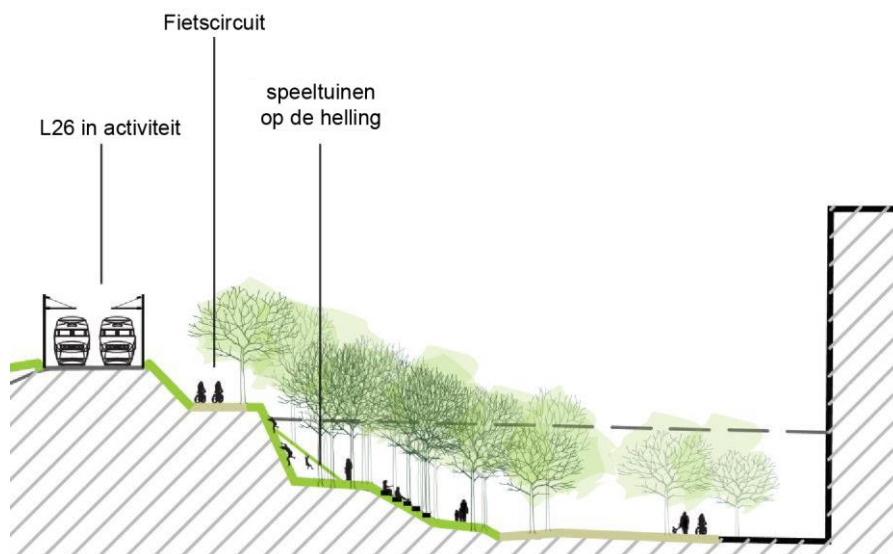 Fietscircuit
speeltuinen
op de helling
L26 in activiteit